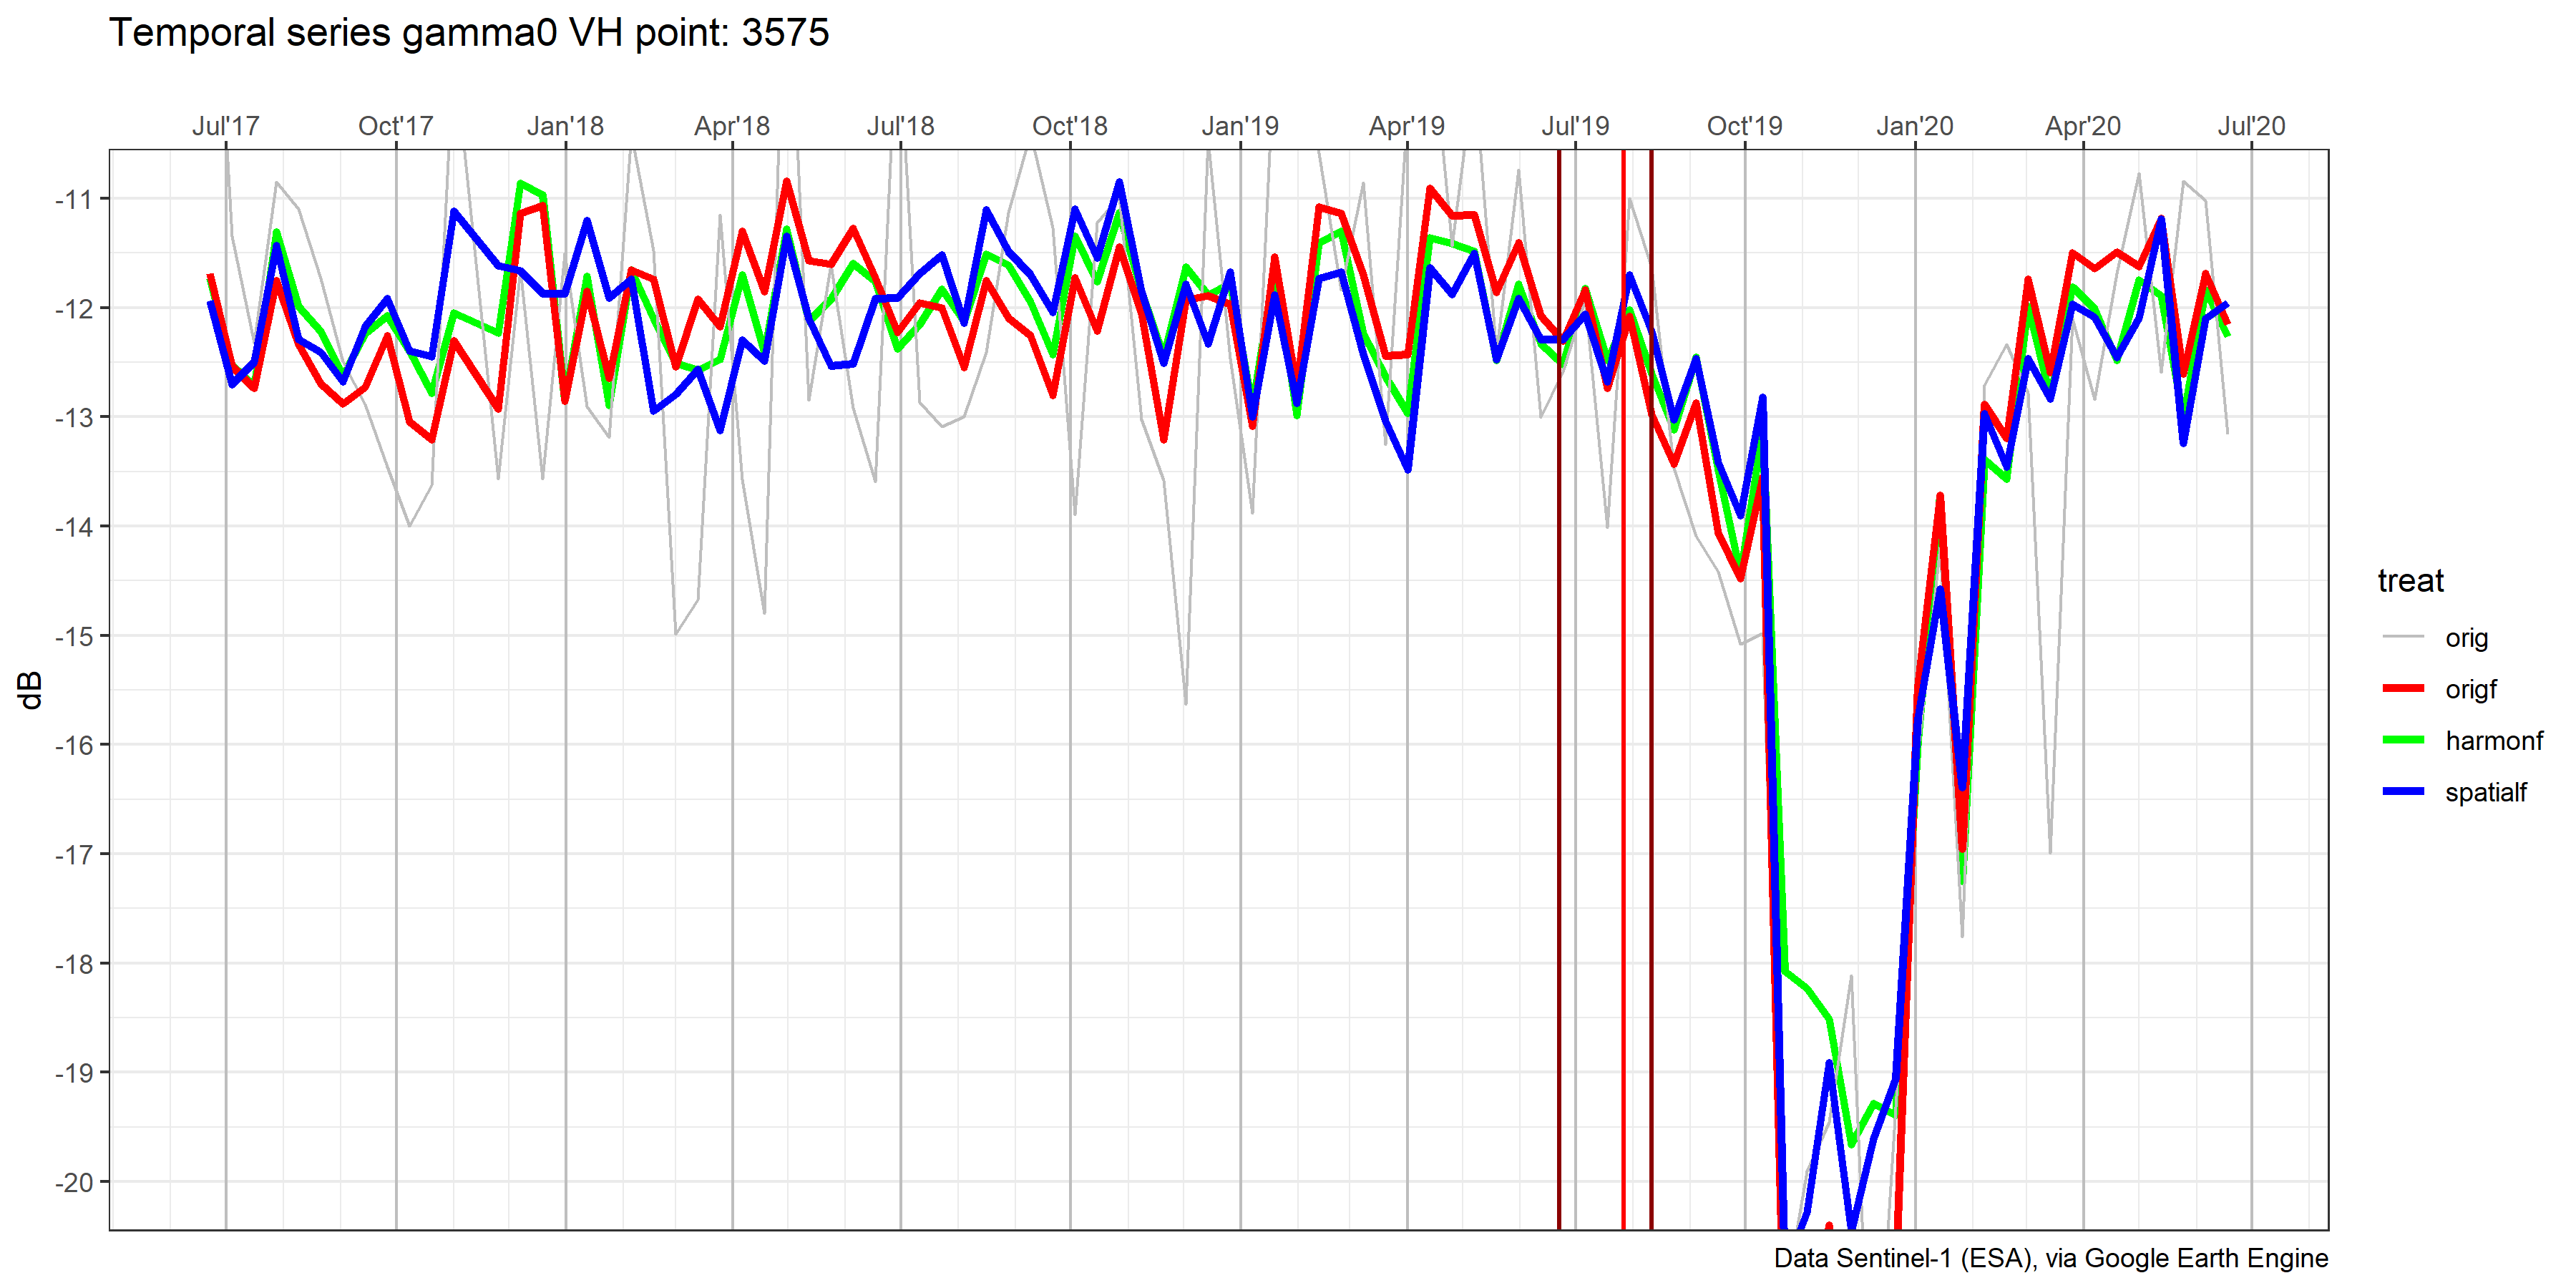 Temporal series gamma0 VH point: 3575
Jul'17 Oct'17 Jan'18 Apr'18 Jul'18 Oct'18 Jan'19 Apr'19 Jul'19 Oct'19 Jan'20 Apr'20 Jul'20
-11
-12
-13
-14
-15
-16
-17
-18
-19
-20
dB
treat
orig
origf
harmonf
spatialf
Data Sentinel-1 (ESA), via Google Earth Engine